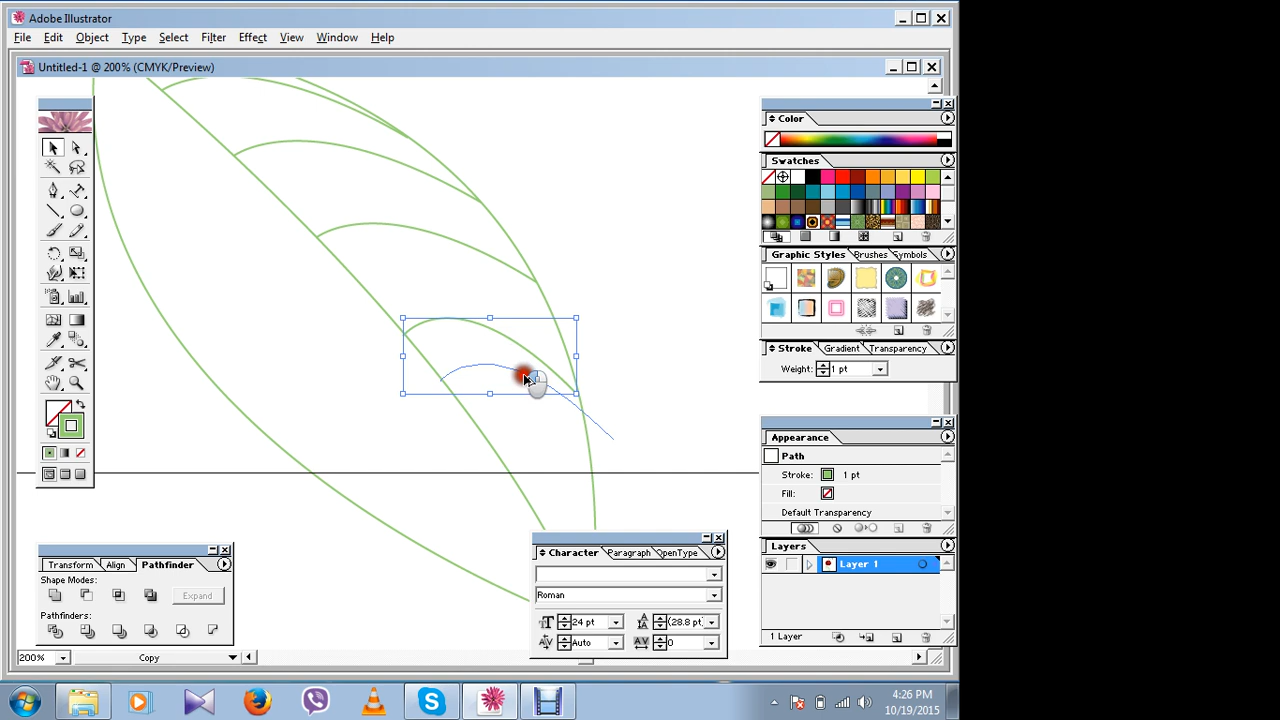 Adobe Illustrator
File Edit Object Type Select Filter Effect View Window Help
Untitled-1 @ 200% (CMYK/Preview)
Color
Swatches
Graphic Styles Brushes Symbols
Stroke Gradient Transparency
Weight: 1 pt
Appearance
Path
Stroke: 1 pt
Fill:
Default Transparency
Layers
Layer 1
1 Layer
Transform Align Pathfinder
Shape Modes:
Expand
Pathfinders:
Character Paragraph OpenType
Roman
24 pt (28.8 pt)
Auto 0
200% Copy
4:26 PM
10/19/2015